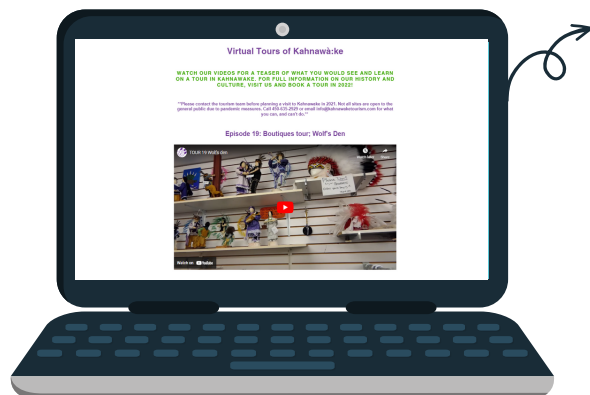 Virtual Tours of Kahnawà:ke
WATCH OUR VIDEOS FOR A TEASER OF WHAT YOU WOULD SEE AND LEARN
ON A TOUR IN KAHNAWAKE. FOR FULL INFORMATION ON OUR HISTORY AND
CULTURE, VISIT US AND BOOK A TOUR IN 2022!
**Please contact the tourism team before planning a visit to Kahnawake in 2021. Not all sites are open to the
general public due to pandemic measures. Call 450-635-2929 or email info@kahnawaketourism.com for what
you can, and can't do.**
Episode 19: Boutiques tour; Wolf's Den
TOUR 19 Wolf's den
Watch on YouTube